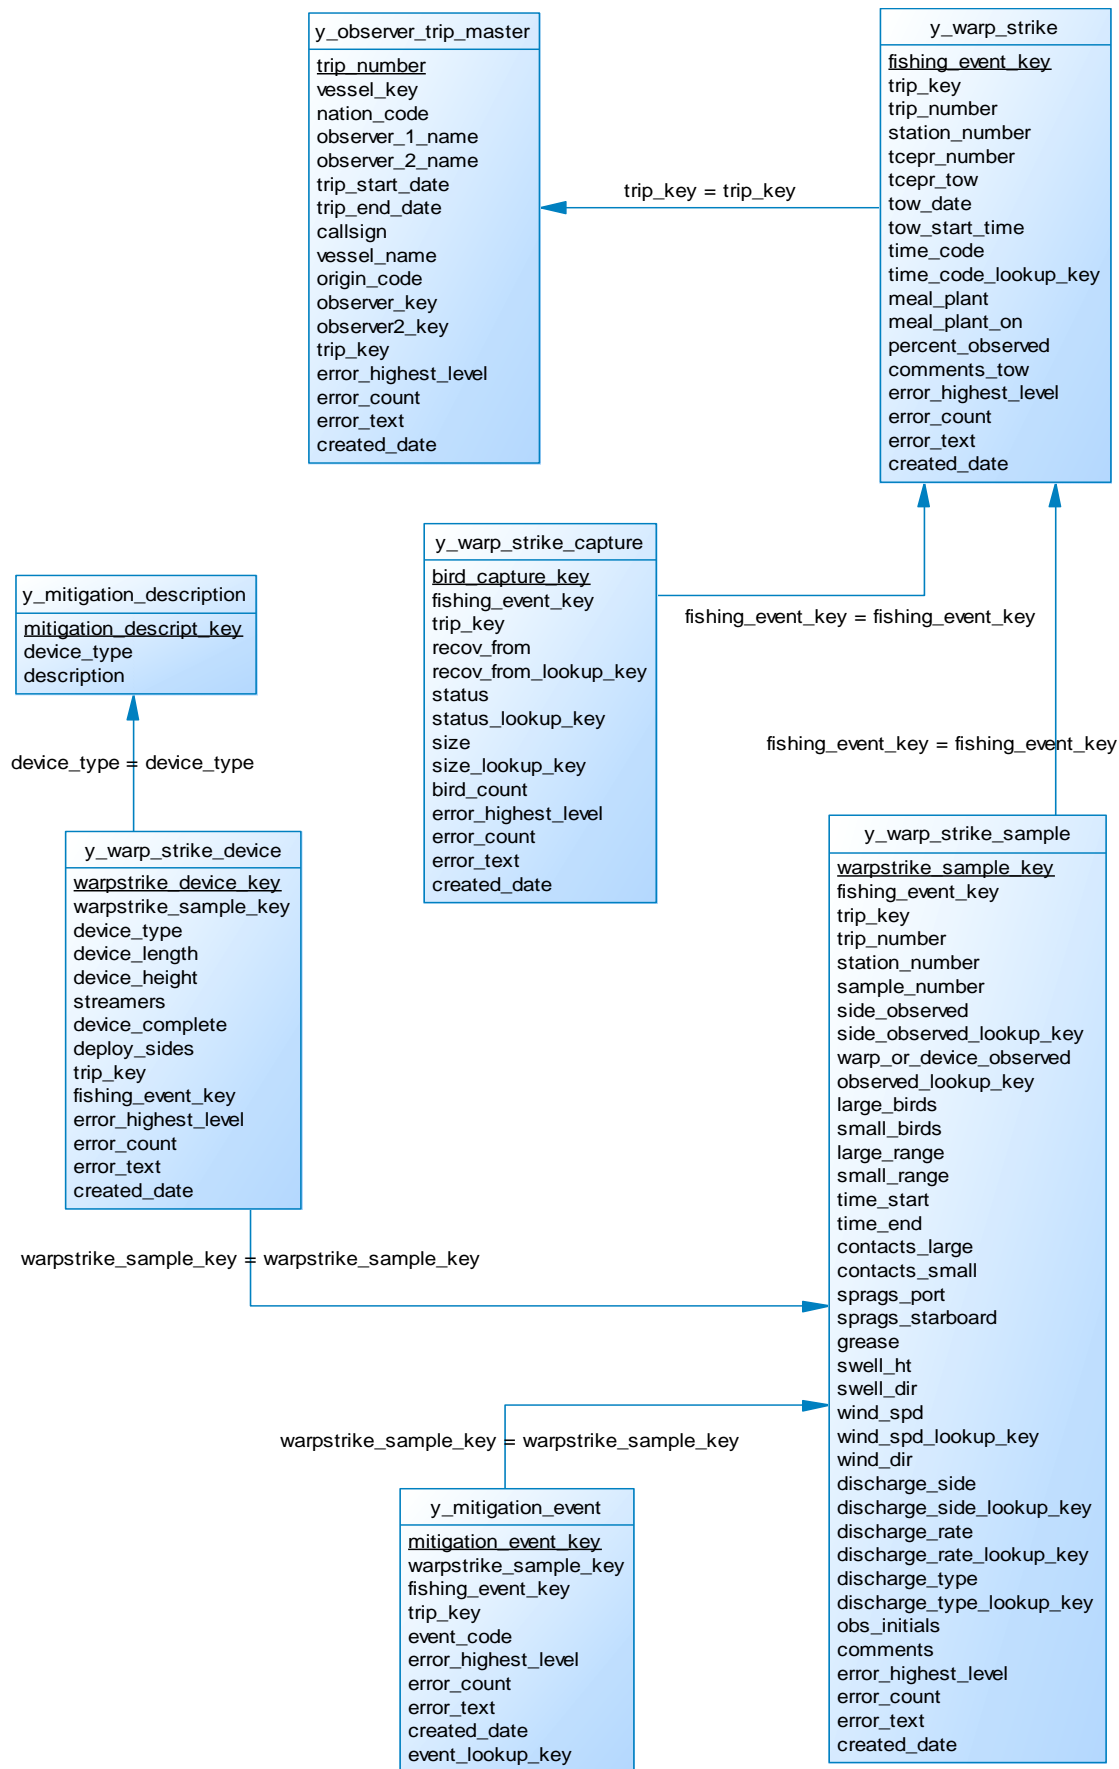 y_observer_trip_master
trip_number
vessel_key
nation_code
observer_1_name
observer_2_name
trip_start_date
trip_end_date
callsign
vessel_name
origin_code
observer_key
observer2_key
trip_key
error_highest_level
error_count
error_text
created_date
trip_key = trip_key
y_warp_strike
fishing_event_key
trip_key
trip_number
station_number
tcepr_number
tcepr_tow
tow_date
tow_start_time
time_code
time_code_lookup_key
meal_plant
meal_plant_on
percent_observed
comments_tow
error_highest_level
error_count
error_text
created_date
y_warp_strike_capture
bird_capture_key
fishing_event_key
trip_key
recov_from
recov_from_lookup_key
status
status_lookup_key
size
size_lookup_key
bird_count
error_highest_level
error_count
error_text
created_date
fishing_event_key = fishing_event_key
y_mitigation_description
mitigation_descript_key
device_type
description
device_type = device_type
fishing_event_key = fishing_event_key
y_warp_strike_device
warpstrike_device_key
warpstrike_sample_key
device_type
device_length
device_height
streamers
device_complete
deploy_sides
trip_key
fishing_event_key
error_highest_level
error_count
error_text
created_date
warpstrike_sample_key = warpstrike_sample_key
y_warp_strike_sample
warpstrike_sample_key
fishing_event_key
trip_key
trip_number
station_number
sample_number
side_observed
side_observed_lookup_key
warp_or_device_observed
observed_lookup_key
large_birds
small_birds
large_range
small_range
time_start
time_end
contacts_large
contacts_small
sprags_port
sprags_starboard
grease
swell_ht
swell_dir
wind_spd
wind_spd_lookup_key
wind_dir
discharge_side
discharge_side_lookup_key
discharge_rate
discharge_rate_lookup_key
discharge_type
discharge_type_lookup_key
obs_initials
comments
error_highest_level
error_count
error_text
created_date
warpstrike_sample_key = warpstrike_sample_key
y_mitigation_event
mitigation_event_key
warpstrike_sample_key
fishing_event_key
trip_key
event_code
error_highest_level
error_count
error_text
created_date
event_lookup_key